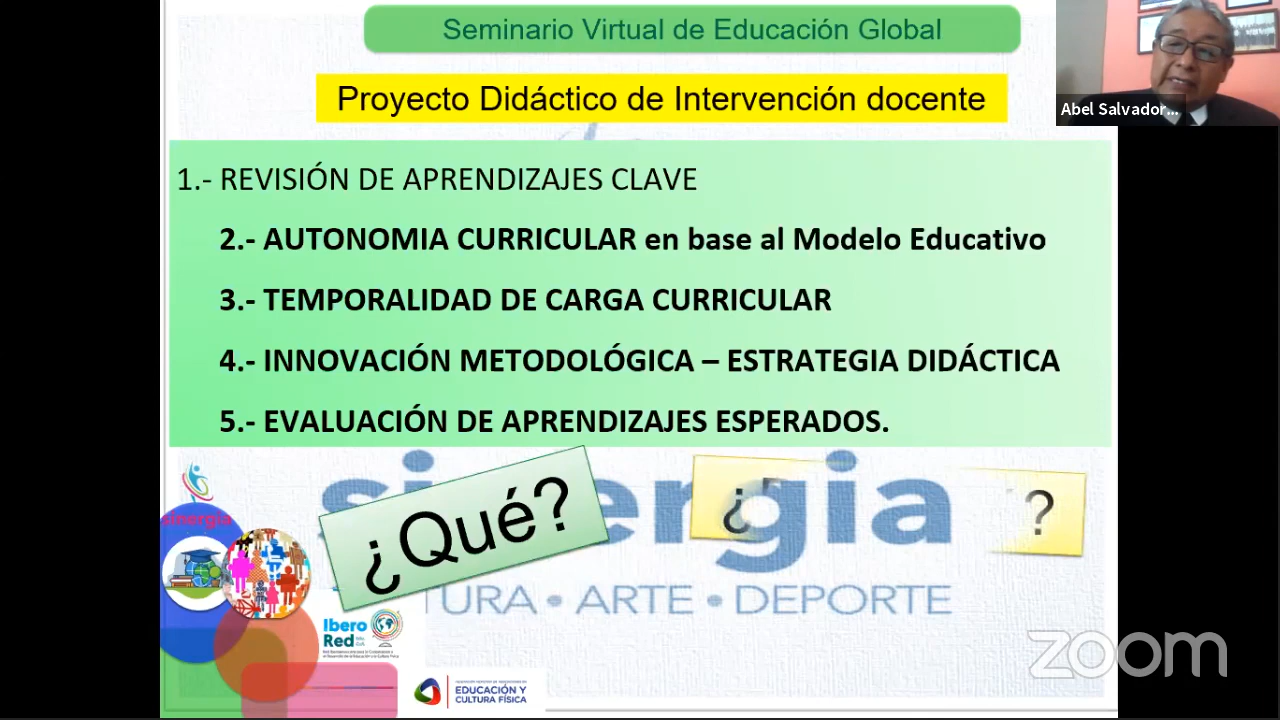 Seminario Virtual de Educación Global
Proyecto Didáctico de Intervención docente
Abel Salvador...
1.- REVISIÓN DE APRENDIZAJES CLAVE
2.- AUTONOMIA CURRICULAR en base al Modelo Educativo
3.- TEMPORALIDAD DE CARGA CURRICULAR
4.- INNOVACIÓN METODOLÓGICA – ESTRATEGIA DIDÁCTICA
5.- EVALUACIÓN DE APRENDIZAJES ESPERADOS.
¿Qué?
¿
?
sinergia
TURA • ARTE • DEPORTE
sinergia
Ibero
Red
EDUCACIÓN Y
CULTURA FÍSICA
zoom